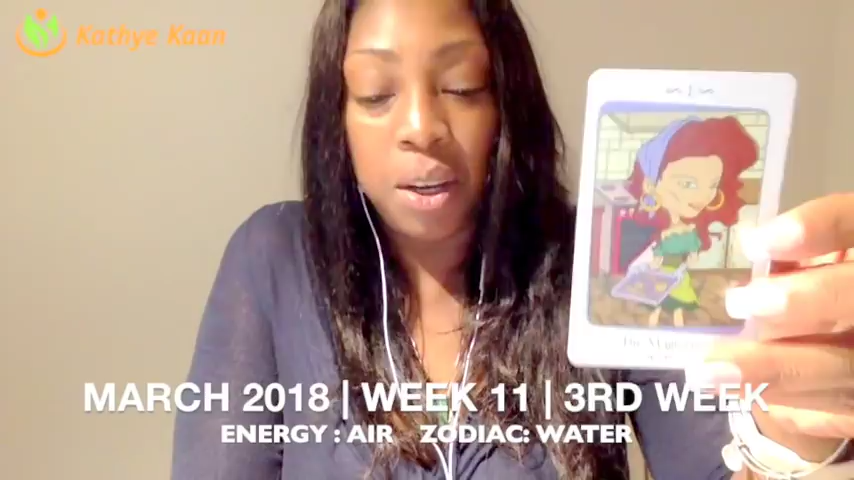 Kathye Kaan
I
MARCH 2018 | WEEK 11 | 3RD WEEK
ENERGY : AIR ZODIAC: WATER